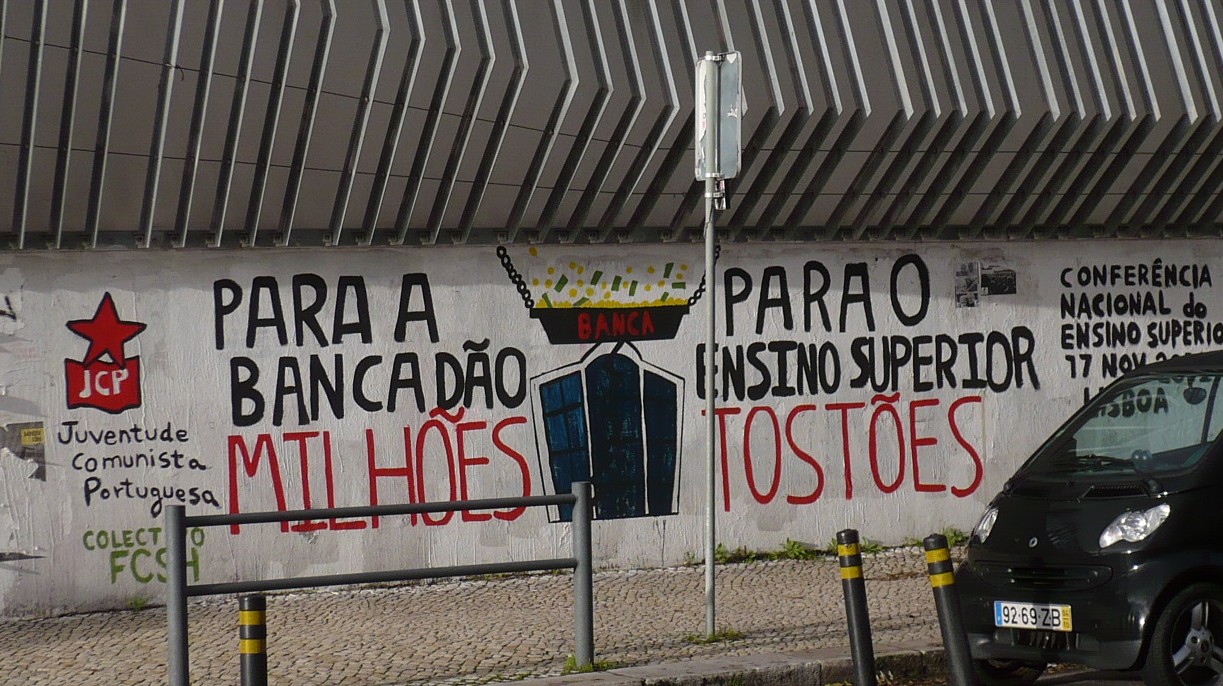 JCP
Juventude
Comunista
Portuguesa
COLECTIVO
FCSH
PARA A
BANCA DÃO
MILHÕES
BANCA
PARA O
ENSINO SUPERIOR
TOSTÕES
CONFERÊNCIA
NACIONAL do
ENSINO SUPERIO
17 NOV
LISBOA
92-69-ZB